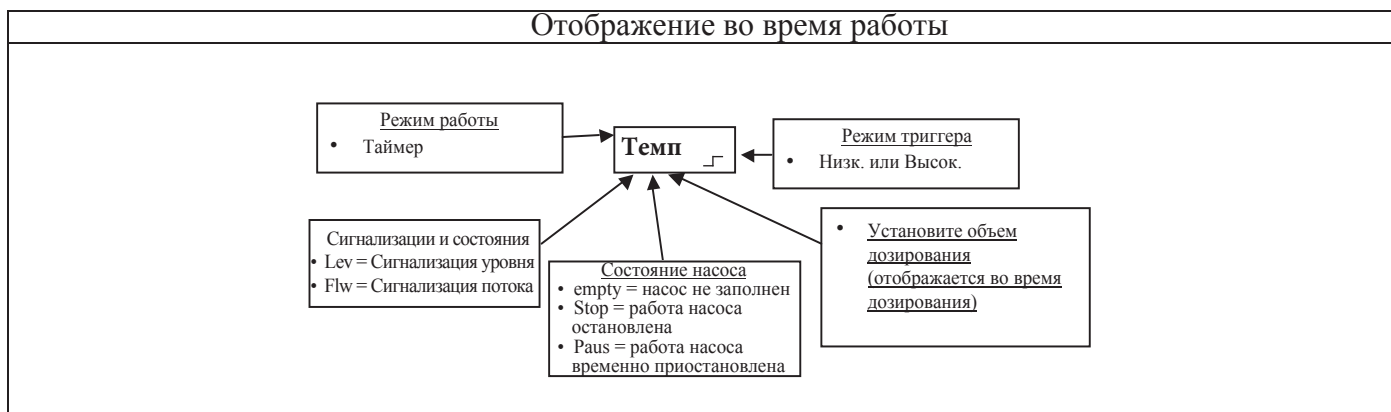 Отображение во время работы
Режим работы
• Таймер
Темп
Режим триггера
• Низк. или Высок.
Сигнализации и состояния
• Lev = Сигнализация уровня
• Flw = Сигнализация потока
Состояние насоса
• empty = насос не заполнен
• Stop = работа насоса
остановлена
• Paus = работа насоса
временно приостановлена
• Установите объем
дозирования
(отображается во время
дозирования)